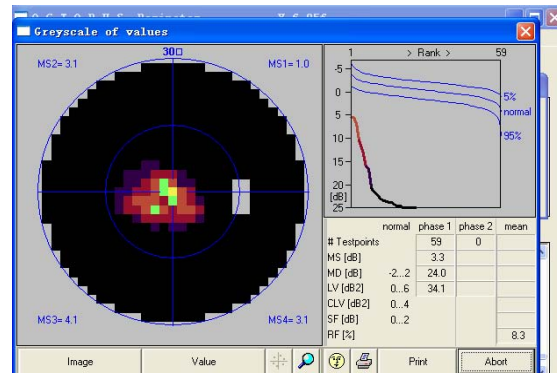 Greyscale of values
MS2= 3.1
30□
MS1= 1.0
MS3= 4.1
MS4= 3.1
1 > Rank > 59
-5
0
5
10
15
20
[dB]
25
5%
normal
95%
normal phase 1 phase 2 mean
# Testpoints 59 0
MS [dB] 3.3
MD [dB] -2...2 24.0
LV [dB2] 0...6 34.1
CLV [dB2] 0...4
SF [dB] 0...2
RF [%] 8.3
Image Value Print Abort